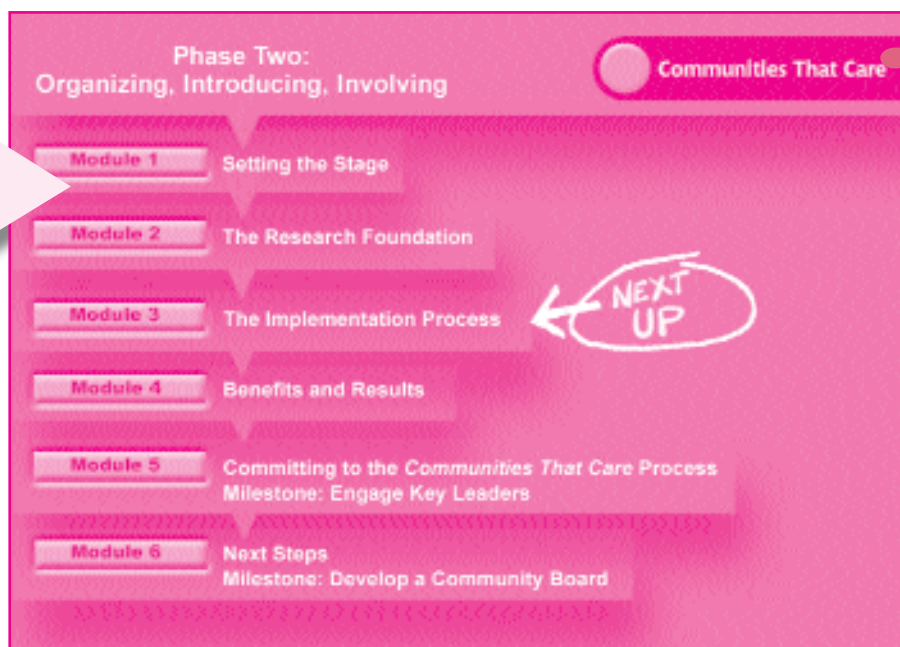 Phase Two:
Organizing, Introducing, Involving
Communities That Care
Module 1
Setting the Stage
Module 2
The Research Foundation
Module 3
The Implementation Process
NEXT
UP
Module 4
Benefits and Results
Module 5
Committing to the Communities That Care Process
Milestone: Engage Key Leaders
Module 6
Next Steps
Milestone: Develop a Community Board